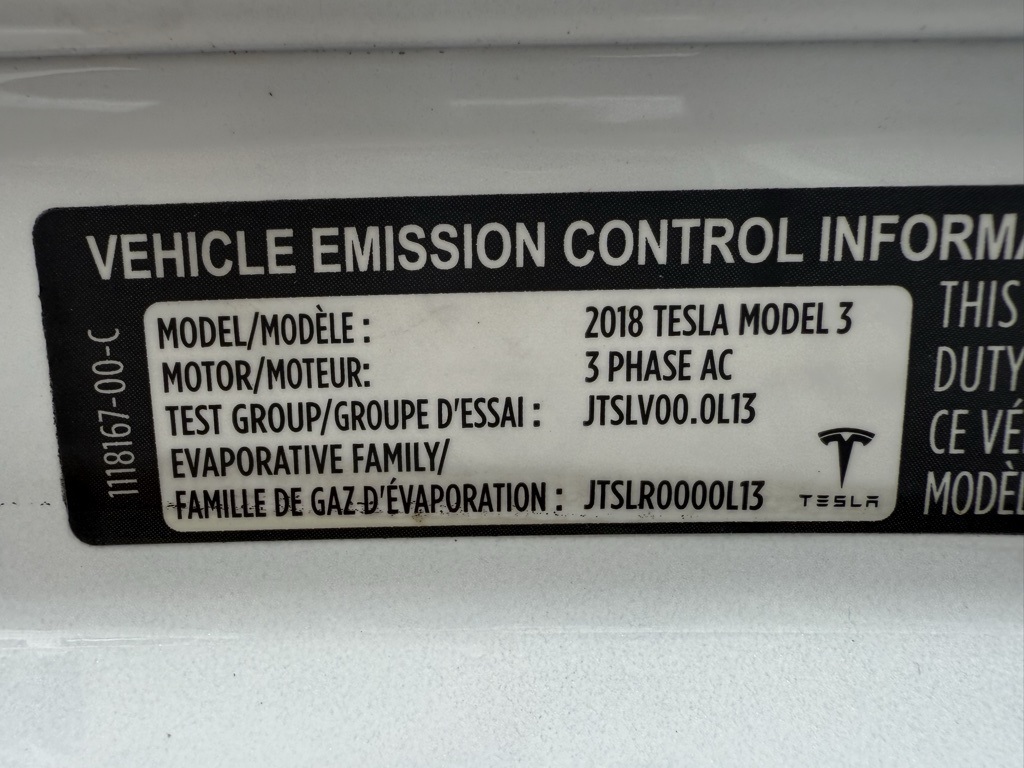 VEHICLE EMISSION CONTROL INFORMA
MODEL/MODÈLE : 2018 TESLA MODEL 3
MOTOR/MOTEUR: 3 PHASE AC
TEST GROUP/GROUPE D'ESSAI : JTSLV00.0L13
EVAPORATIVE FAMILY/
FAMILLE DE GAZ D'ÉVAPORATION : JTSLR0000L13
TESLA
1118167-00-C
THIS
DUTY
CE VÉ
MODÈL